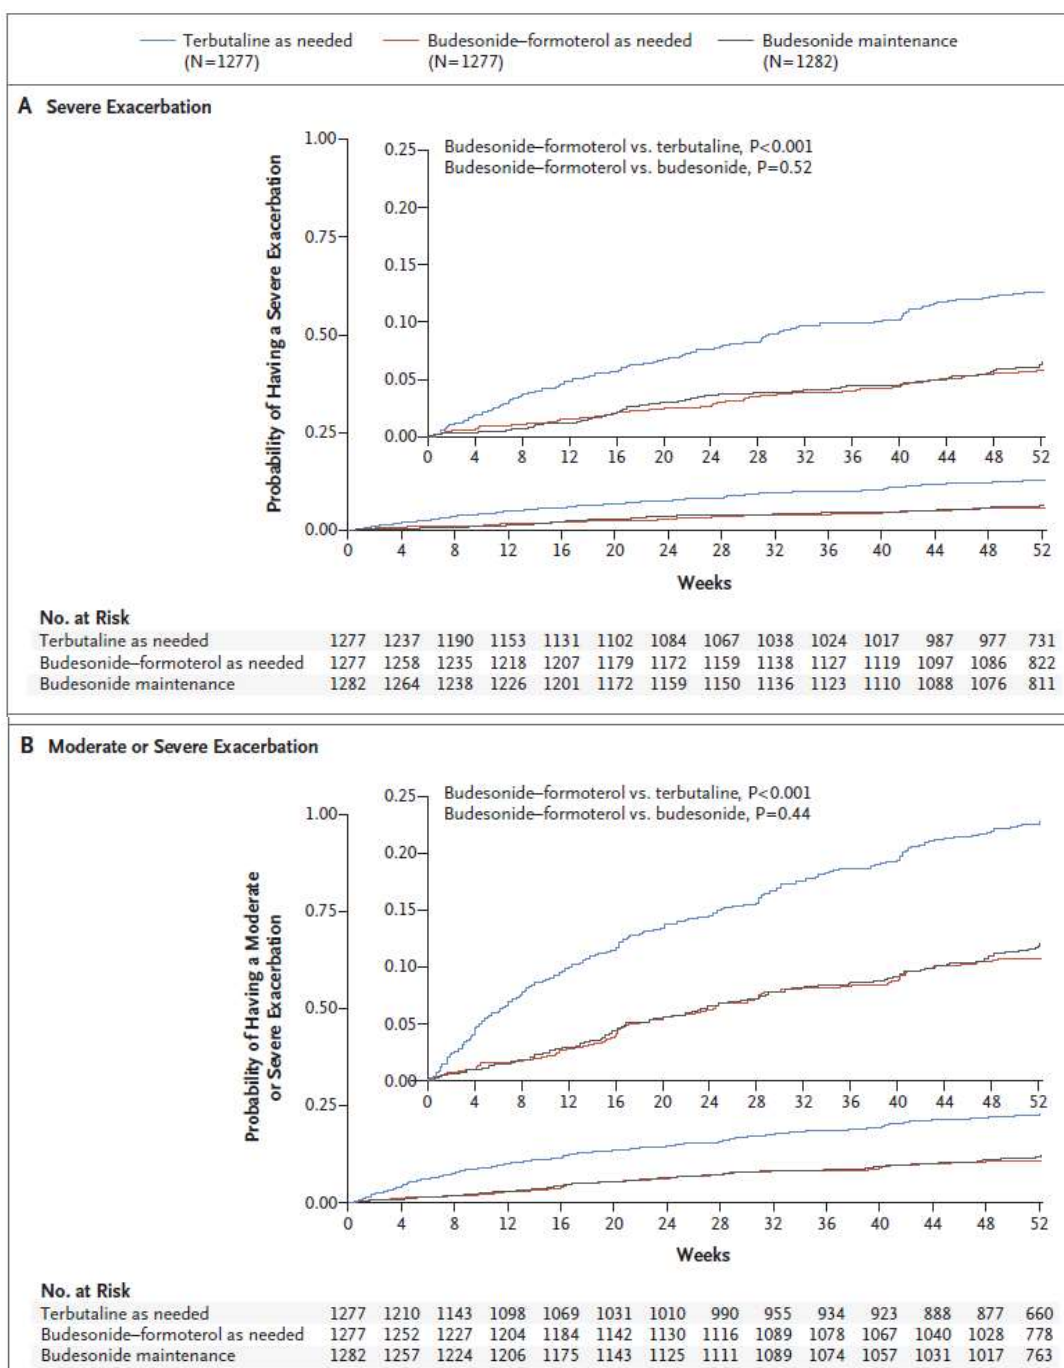 Terbutaline as needed Budesonide–formoterol as needed Budesonide maintenance
(N=1277) (N=1277) (N=1282)
A Severe Exacerbation
Probability of Having a Severe Exacerbation
1.00
0.75
0.50
0.25
0.00
Budesonide–formoterol vs. terbutaline, P<0.001
Budesonide–formoterol vs. budesonide, P=0.52
0.25
0.20
0.15
0.10
0.05
0.00
0 4 8 12 16 20 24 28 32 36 40 44 48 52
0 4 8 12 16 20 24 28 32 36 40 44 48 52
Weeks
No. at Risk
Terbutaline as needed 1277 1237 1190 1153 1131 1102 1084 1067 1038 1024 1017 987 977 731
Budesonide–formoterol as needed 1277 1258 1235 1218 1207 1179 1172 1159 1138 1127 1119 1097 1086 822
Budesonide maintenance 1282 1264 1238 1226 1201 1172 1159 1150 1136 1123 1110 1088 1076 811
B Moderate or Severe Exacerbation
Probability of Having a Moderate
or Severe Exacerbation
1.00
0.75
0.50
0.25
0.00
Budesonide–formoterol vs. terbutaline, P<0.001
Budesonide–formoterol vs. budesonide, P=0.44
0.25
0.20
0.15
0.10
0.05
0.00
0 4 8 12 16 20 24 28 32 36 40 44 48 52
0 4 8 12 16 20 24 28 32 36 40 44 48 52
Weeks
No. at Risk
Terbutaline as needed 1277 1210 1143 1098 1069 1031 1010 990 955 934 923 888 877 660
Budesonide–formoterol as needed 1277 1252 1227 1204 1184 1142 1130 1116 1089 1078 1067 1040 1028 778
Budesonide maintenance 1282 1257 1224 1206 1175 1143 1125 1111 1089 1074 1057 1031 1017 763